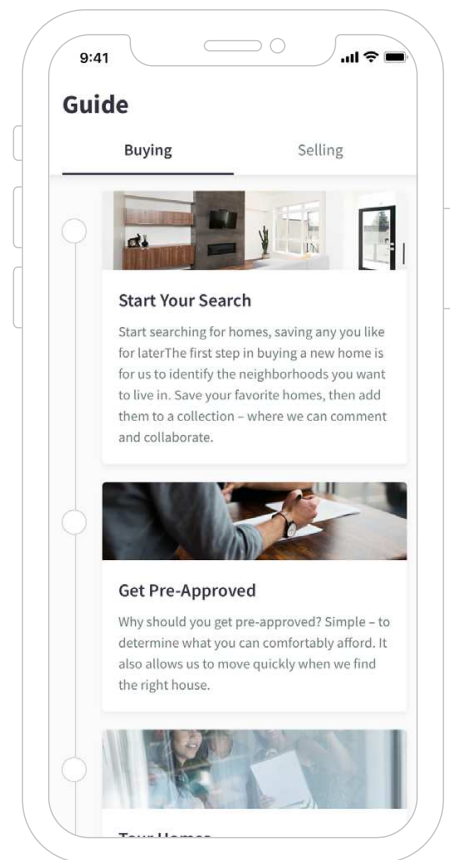 9:41
Guide
Buying
Selling
Start Your Search
Start searching for homes, saving any you like
for laterThe first step in buying a new home is
for us to identify the neighborhoods you want
to live in. Save your favorite homes, then add
them to a collection – where we can comment
and collaborate.
Get Pre-Approved
Why should you get pre-approved? Simple – to
determine what you can comfortably afford. It
also allows us to move quickly when we find
the right house.
Tour Homes